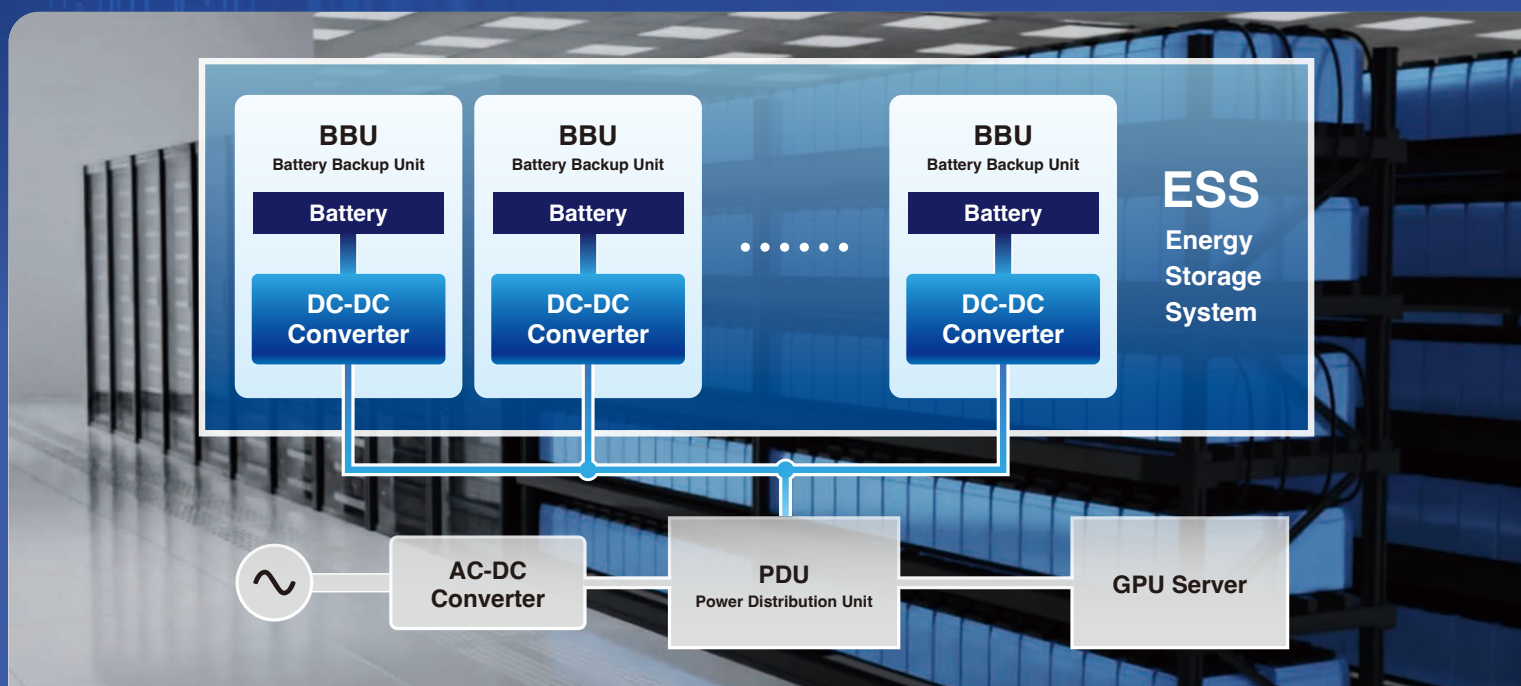 BBU
Battery Backup Unit
Battery
DC-DC
Converter
BBU
Battery Backup Unit
Battery
DC-DC
Converter
......
BBU
Battery Backup Unit
Battery
DC-DC
Converter
ESS
Energy
Storage
System
AC-DC
Converter
PDU
Power Distribution Unit
GPU Server